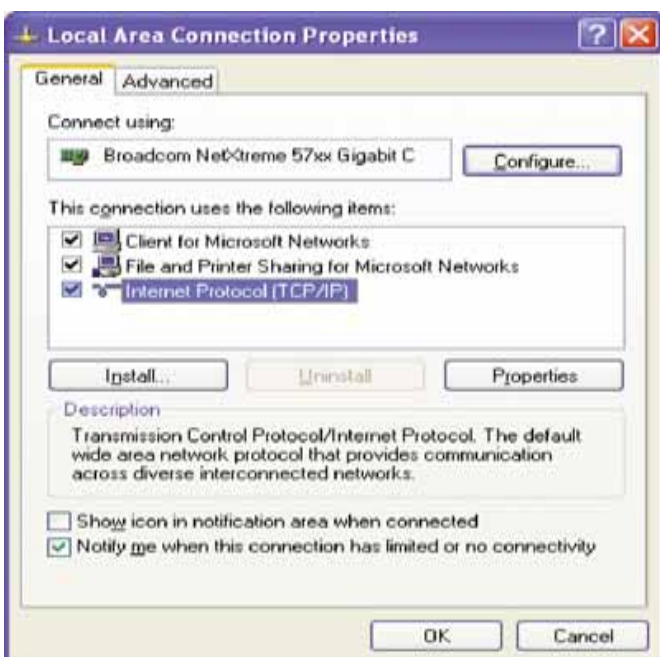 Local Area Connection Properties
General Advanced
Connect using:
Broadcom NetXtreme 57xx Gigabit C Configure...
This connection uses the following items:
Client for Microsoft Networks
File and Printer Sharing for Microsoft Networks
Internet Protocol (TCP/IP)
Install... Uninstall Properties
Description
Transmission Control Protocol/Internet Protocol. The default
wide area network protocol that provides communication
across diverse interconnected networks.
Show icon in notification area when connected
Notify me when this connection has limited or no connectivity
OK Cancel